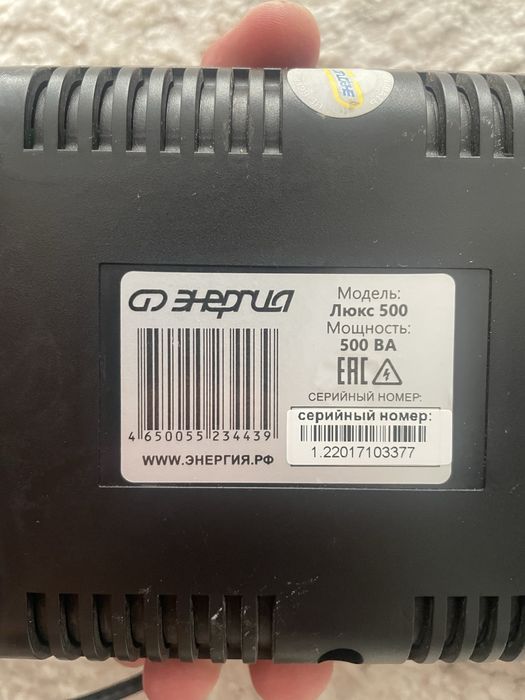 ЭНЕРГИЯ
Модель:
Люкс 500
Мощность:
500 ВА
EAC
СЕРИЙНЫЙ НОМЕР:
серийный номер:
1.22017103377
4 650055 234439
WWW.ЭНЕРГИЯ.РФ